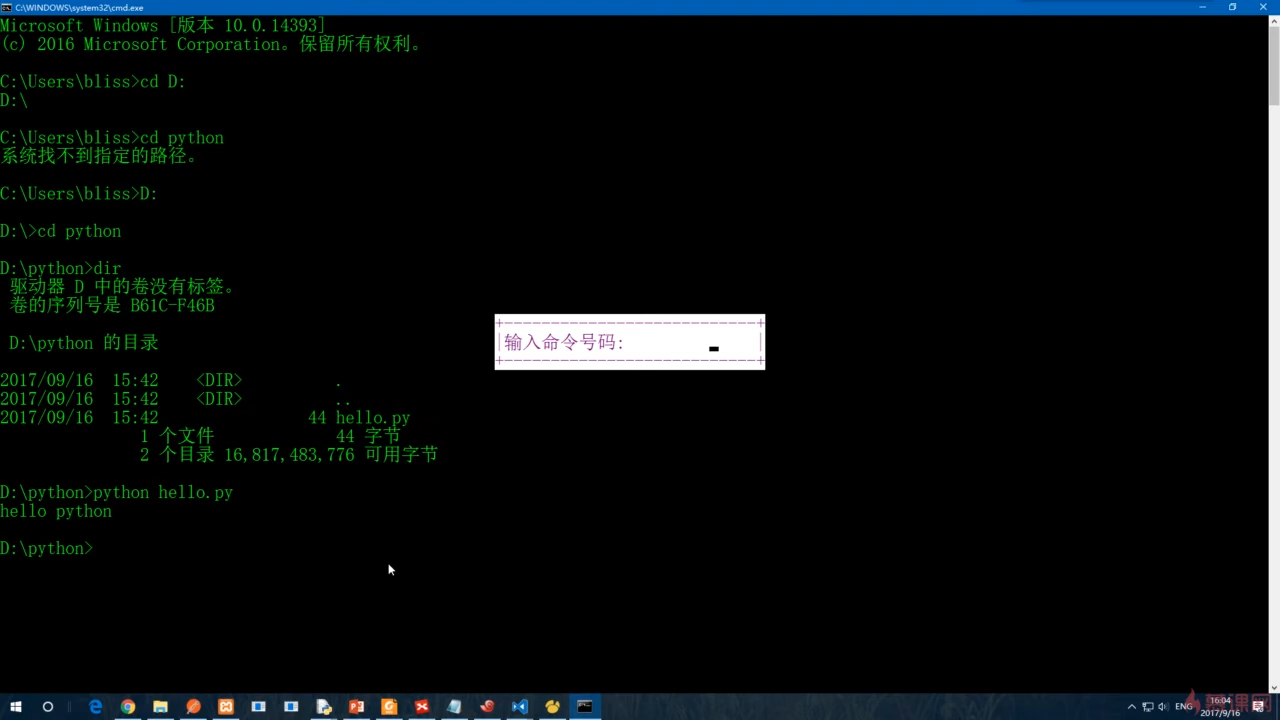 C:\WINDOWS\system32\cmd.exe
Microsoft Windows [版本 10.0.14393]
(c) 2016 Microsoft Corporation。保留所有权利。
C:\Users\bliss>cd D:
D:\
C:\Users\bliss>cd python
系统找不到指定的路径。
C:\Users\bliss>D:
D:\>cd python
D:\python>dir
驱动器 D 中的卷没有标签。
卷的序列号是 B61C-F46B
D:\python 的目录
2017/09/16  15:42    <DIR>          .
2017/09/16  15:42    <DIR>          ..
2017/09/16  15:42                44 hello.py
1 个文件             44 字节
2 个目录 16,817,483,776 可用字节
D:\python>python hello.py
hello python
D:\python>
输入命令号码:
ENG
16:04
2017/9/16
慕课网